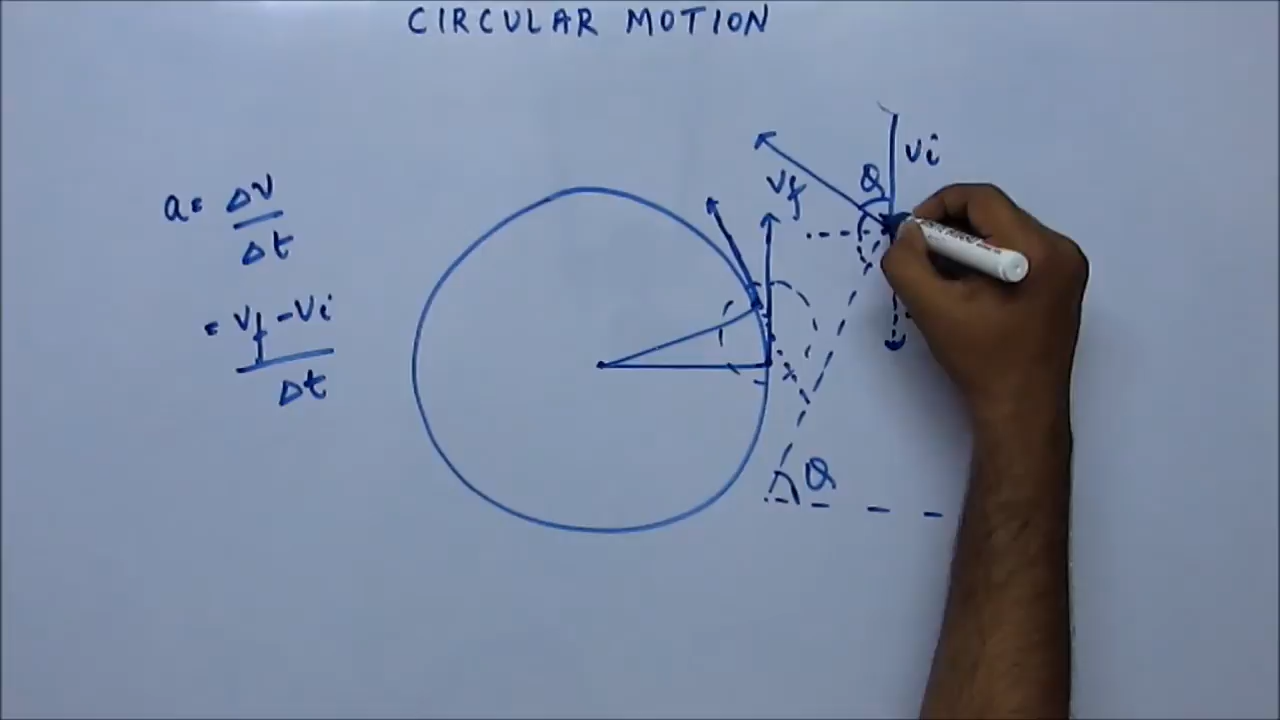 CIRCULAR MOTION
a = Δv
Δt
= Vf - Vi
Δt
Vf
θ
Vi
θ